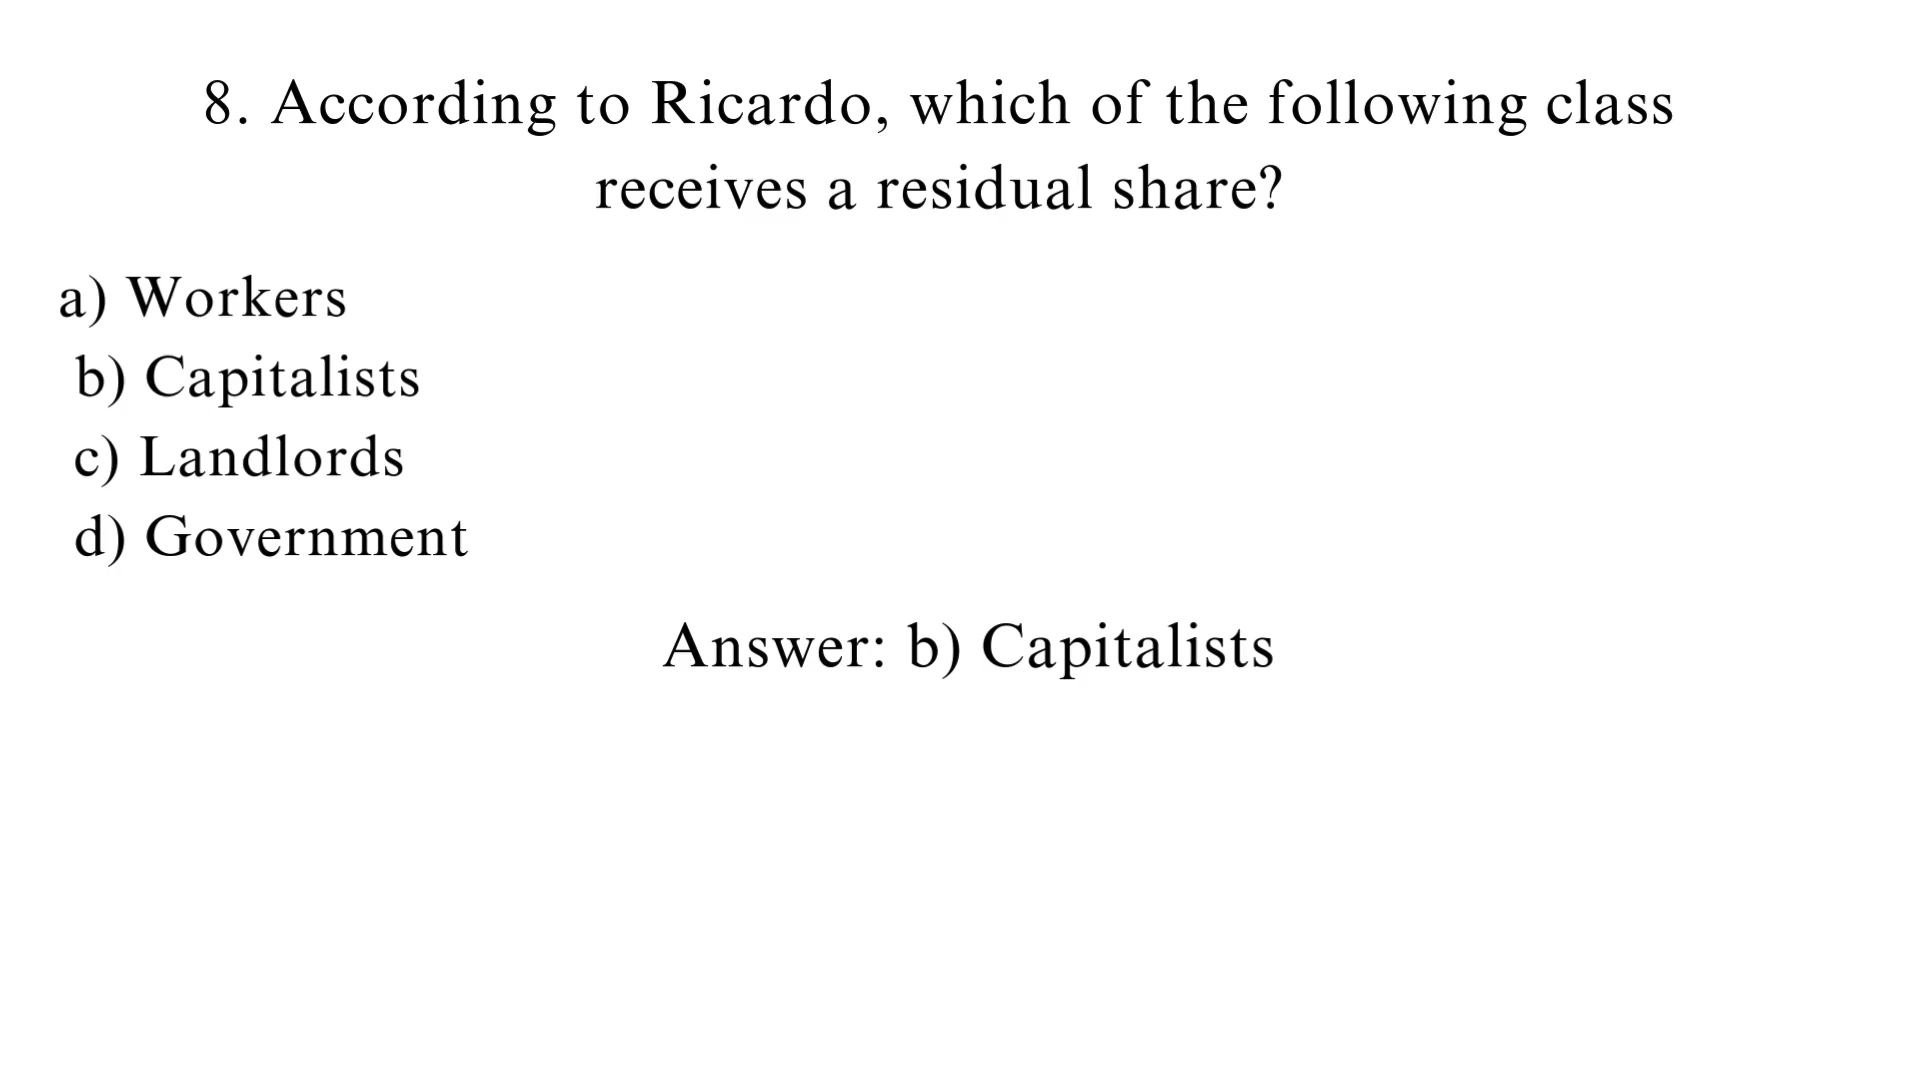 8. According to Ricardo, which of the following class
receives a residual share?
a) Workers
b) Capitalists
c) Landlords
d) Government
Answer: b) Capitalists